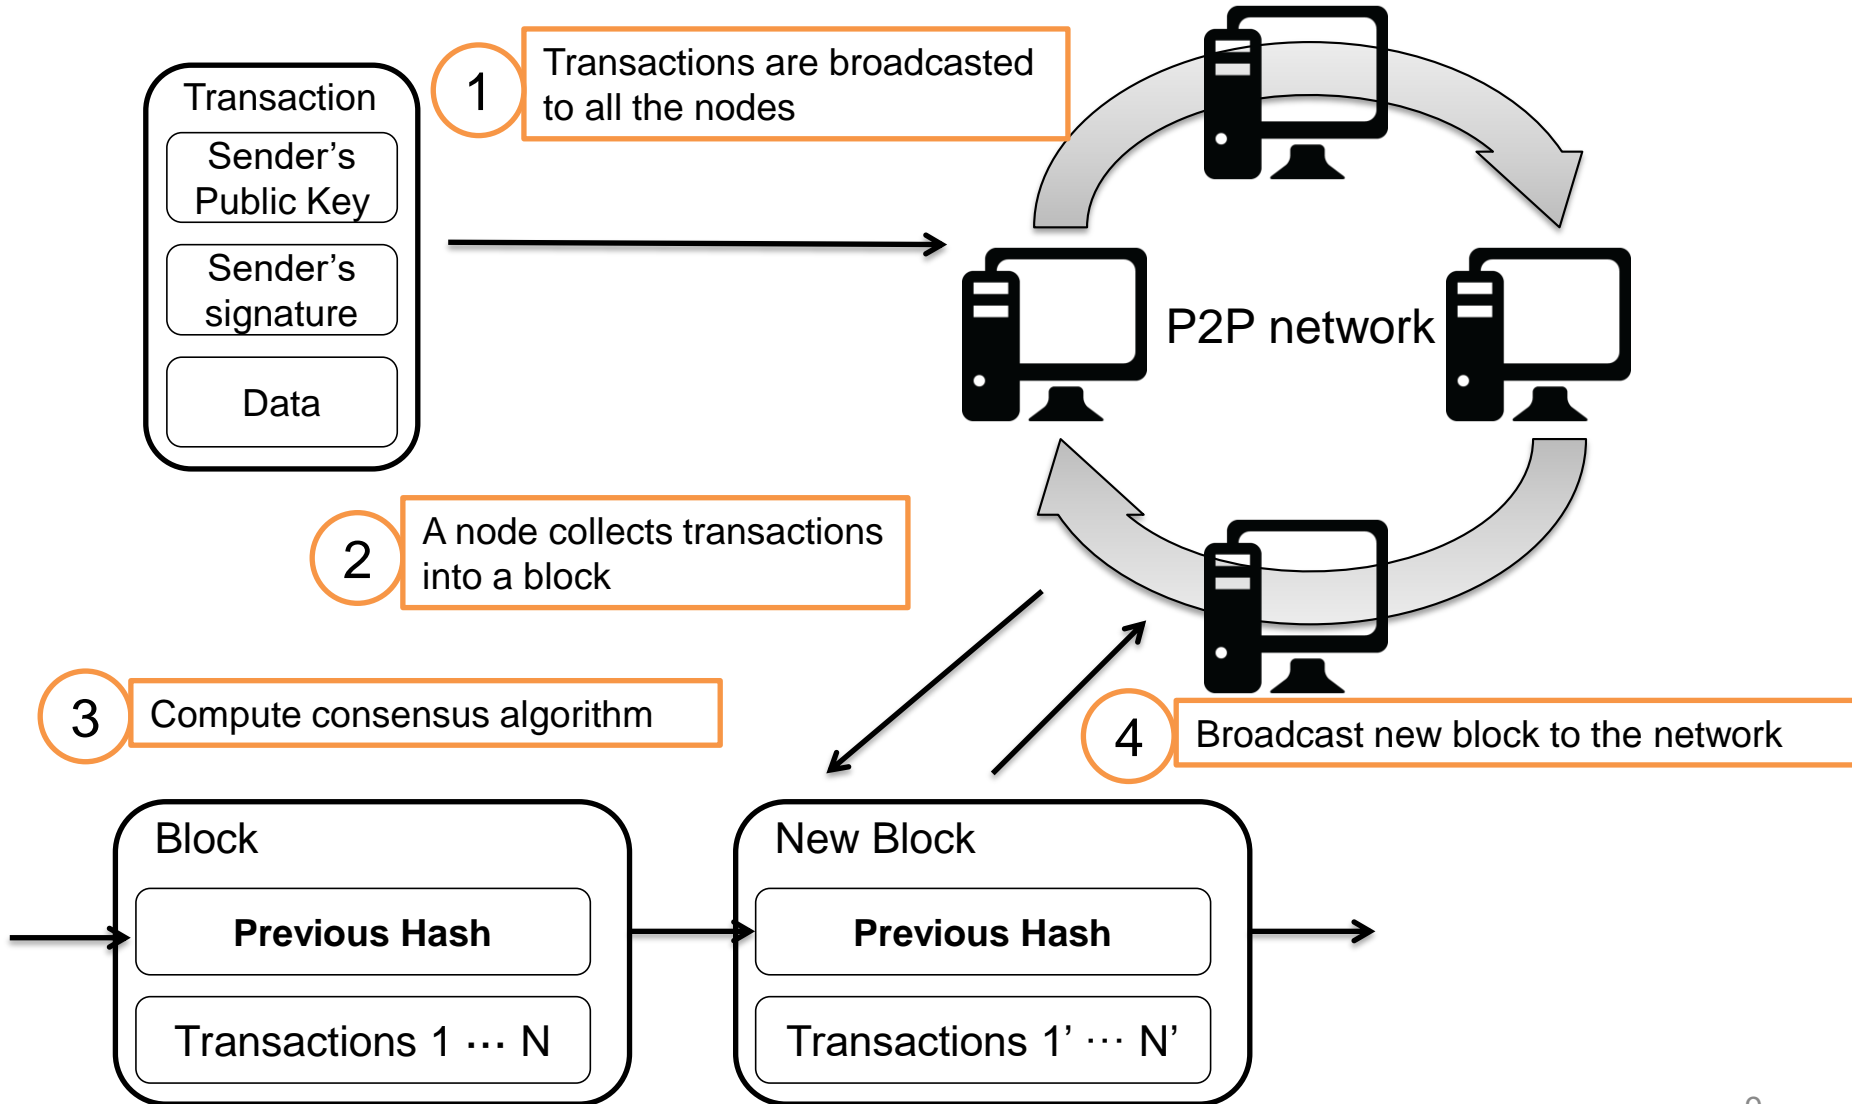 Transaction
Sender’s
Public Key
Sender’s
signature
Data
1
Transactions are broadcasted
to all the nodes
P2P network
2
A node collects transactions
into a block
3
Compute consensus algorithm
4
Broadcast new block to the network
Block
Previous Hash
Transactions 1 ⋯ N
New Block
Previous Hash
Transactions 1’ ⋯ N’